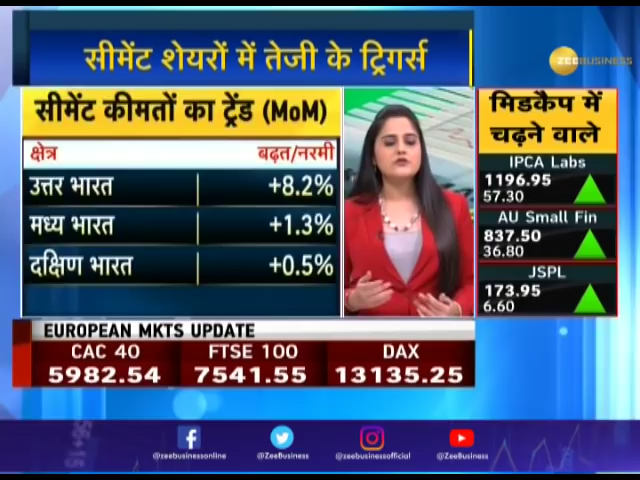 सीमेंट शेयरों में तेजी के ट्रिगर्स
ZEEBUSINESS
सीमेंट कीमतों का ट्रेंड (MoM)
क्षेत्र बढ़त/नरमी
उत्तर भारत +8.2%
मध्य भारत +1.3%
दक्षिण भारत +0.5%
मिडकैप में
चढ़ने वाले
IPCA Labs
1196.95
57.30
AU Small Fin
837.50
36.80
JSPL
173.95
6.60
EUROPEAN MKTS UPDATE
CAC 40 FTSE 100 DAX
5982.54 7541.55 13135.25
@zeebusinessonline @ZeeBusiness @zeebusinessofficial @ZeeBusiness